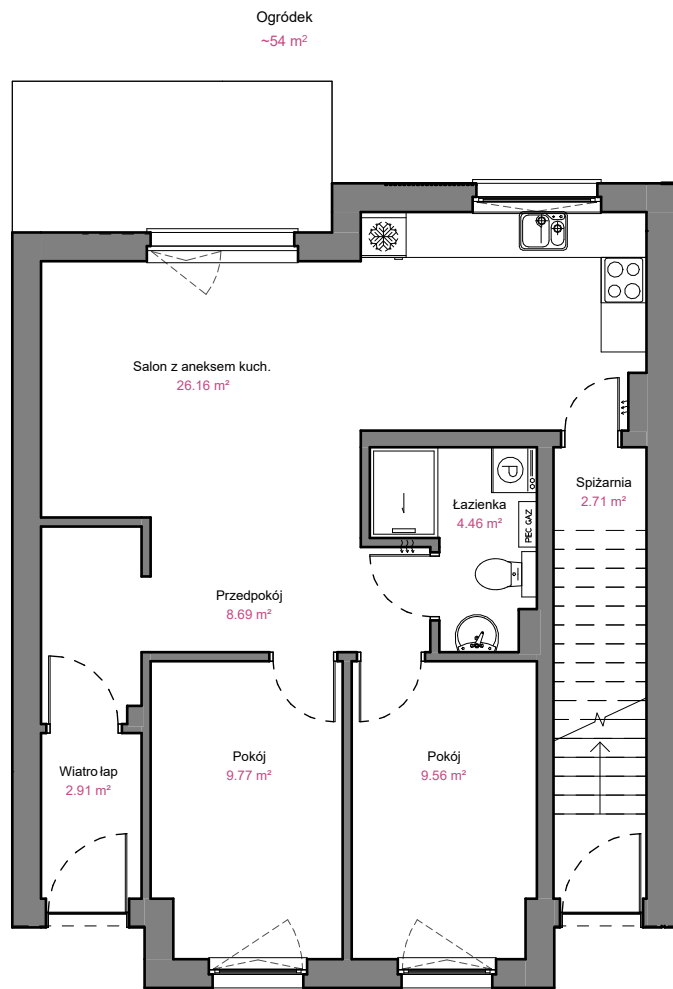 Ogródek
~54 m²
Salon z aneksem kuch.
26.16 m²
Spiżarnia
2.71 m²
P
Łazienka
4.46 m²
PIEC GAZ
Przedpokój
8.69 m²
Pokój
9.77 m²
Pokój
9.56 m²
Wiatrołap
2.91 m²